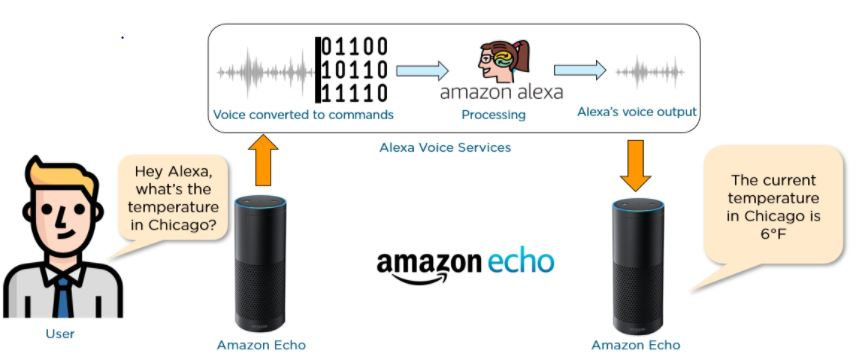 01100
10110
11110
amazon alexa
Voice converted to commands
Processing
Alexa's voice output
Alexa Voice Services
Hey Alexa,
what's the
temperature
in Chicago?
The current
temperature
in Chicago is
6°F
amazon echo
User
Amazon Echo
Amazon Echo